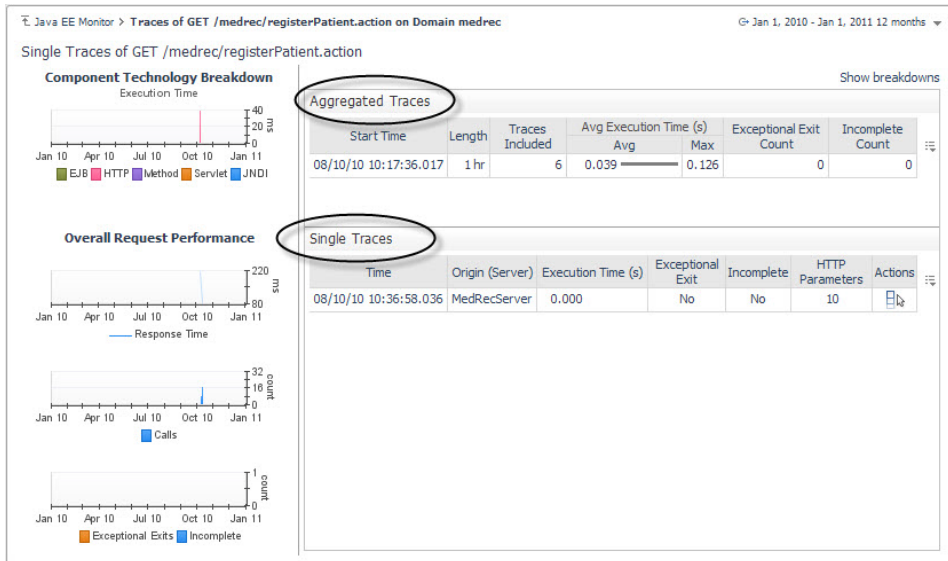 Java EE Monitor > Traces of GET /medrec/registerPatient.action on Domain medrec
Jan 1, 2010 - Jan 1, 2011 12 months
Single Traces of GET /medrec/registerPatient.action
Component Technology Breakdown
Execution Time
40
20
0
ms
Jan 10 Apr 10 Jul 10 Oct 10 Jan 11
EJB HTTP Method Servlet JNDI
Overall Request Performance
220
80
ms
Jan 10 Apr 10 Jul 10 Oct 10 Jan 11
Response Time
32
16
0
count
Jan 10 Apr 10 Jul 10 Oct 10 Jan 11
Calls
1
0
count
Jan 10 Apr 10 Jul 10 Oct 10 Jan 11
Exceptional Exits Incomplete
Show breakdowns
Aggregated Traces
Start Time Length Traces Included Avg Execution Time (s) Avg Max Exceptional Exit Count Incomplete Count
08/10/10 10:17:36.017 1 hr 6 0.039 0.126 0 0
Single Traces
Time Origin (Server) Execution Time (s) Exceptional Exit Incomplete HTTP Parameters Actions
08/10/10 10:36:58.036 MedRecServer 0.000 No No 10